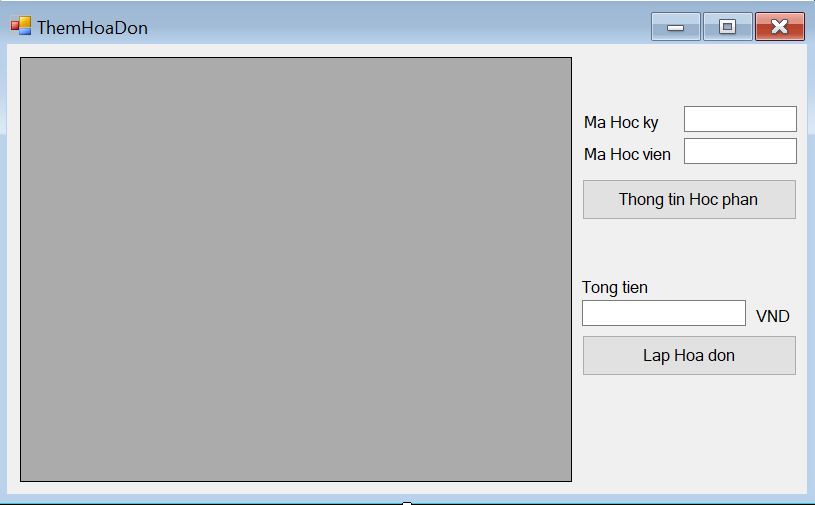 ThemHoaDon
Ma Hoc ky
Ma Hoc vien
Thong tin Hoc phan
Tong tien
VND
Lap Hoa don